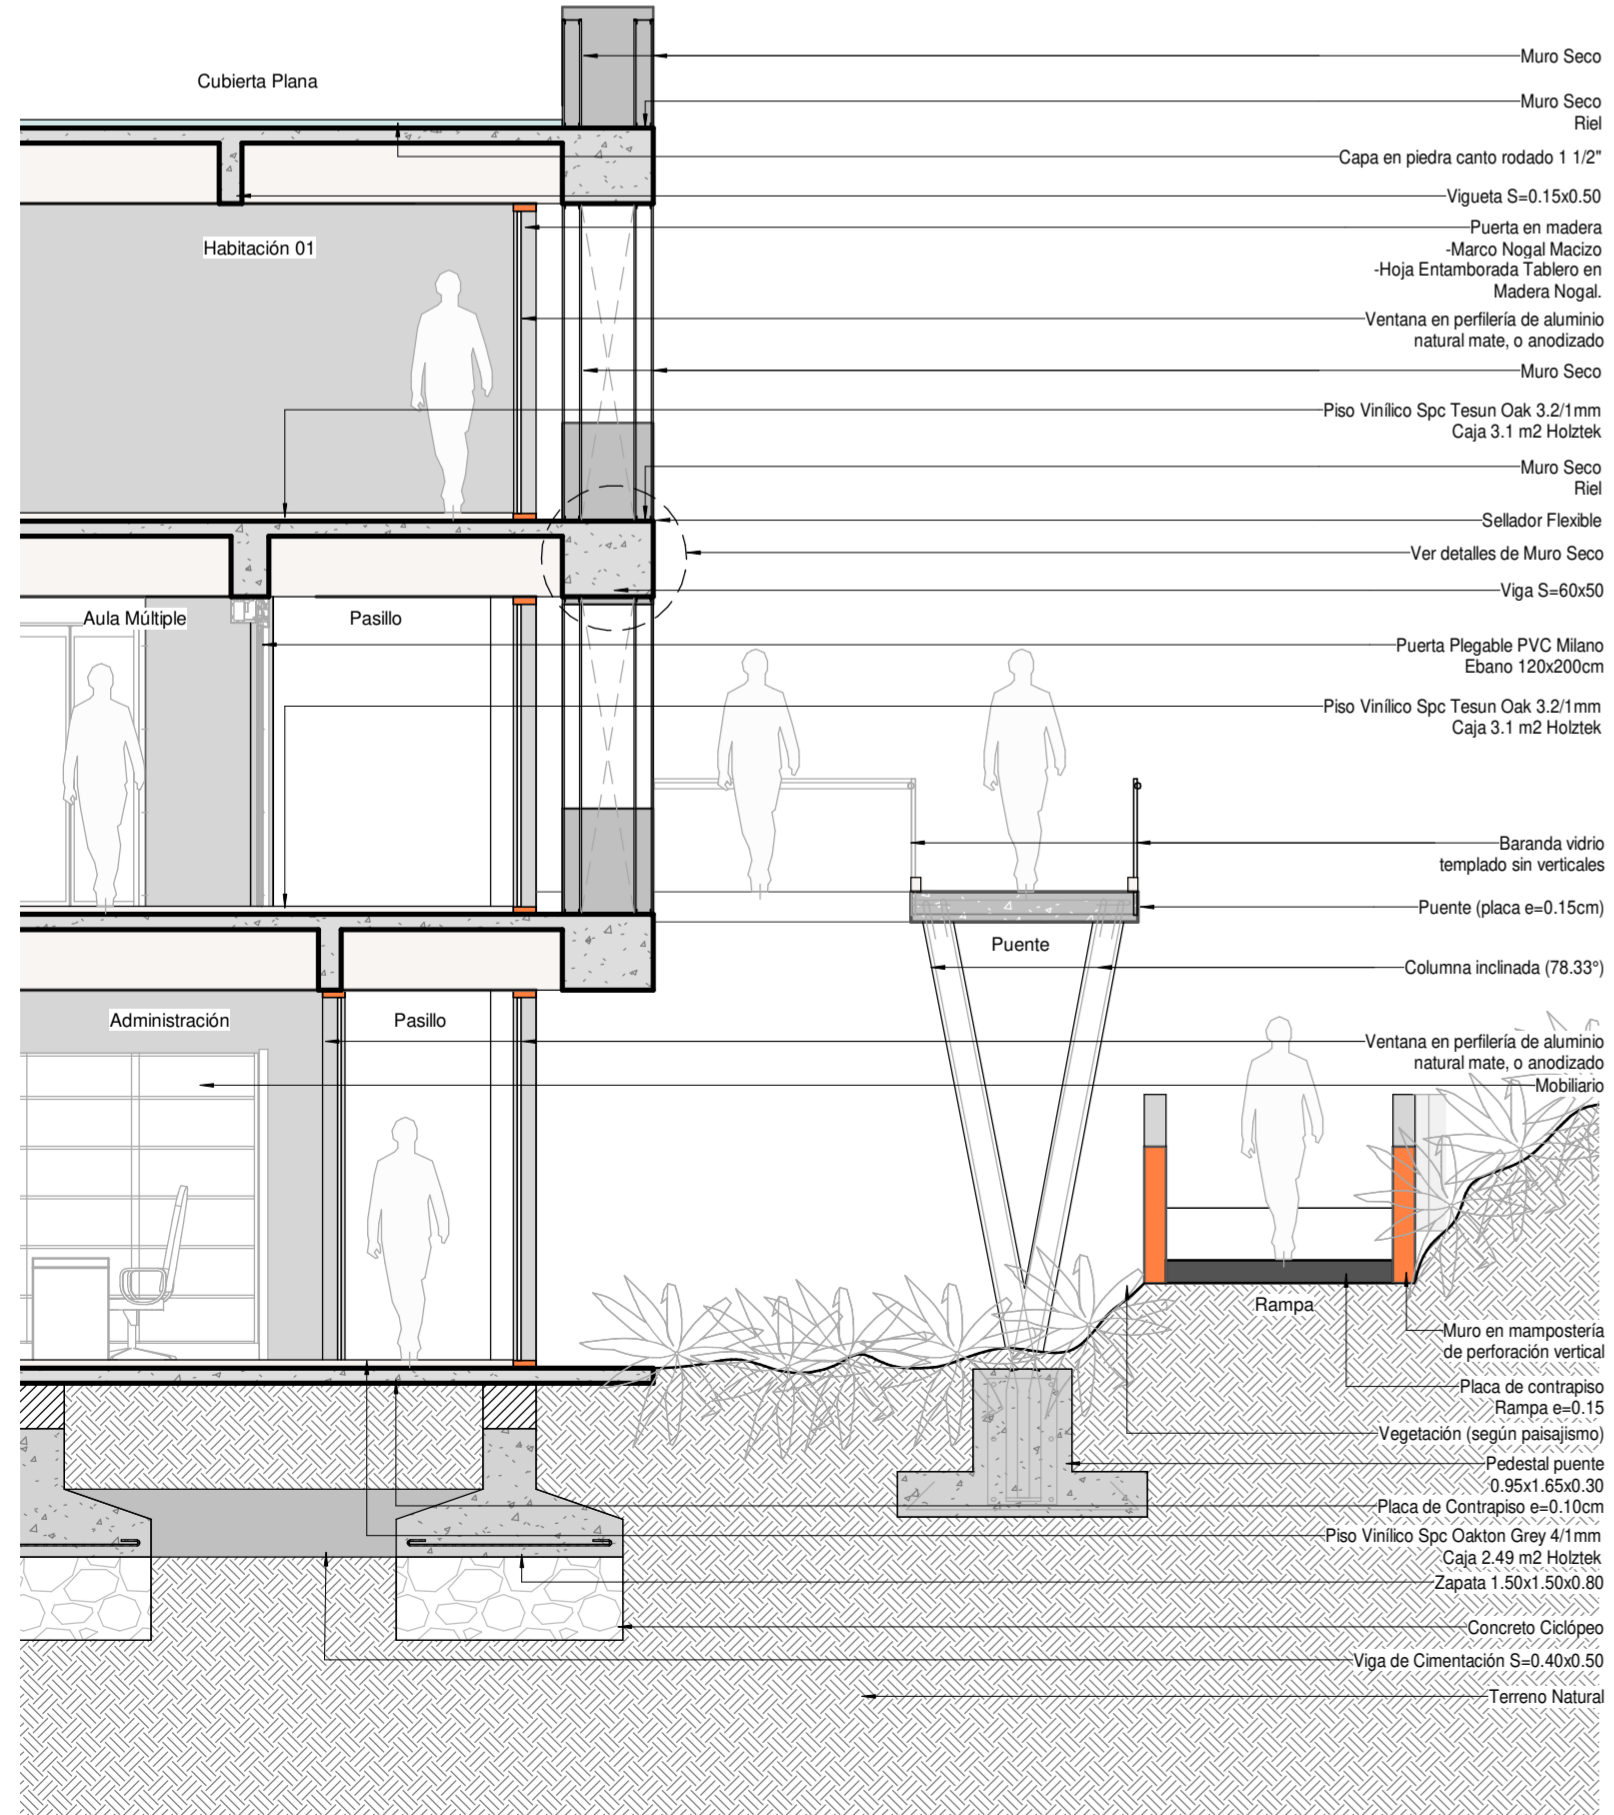 Cubierta Plana
Muro Seco
Muro Seco
Riel
Capa en piedra canto rodado 1 1/2"
Vigueta S=0.15x0.50
Puerta en madera
-Marco Nogal Macizo
-Hoja Entamborada Tablero en
Madera Nogal.
Habitación 01
Ventana en perfilería de aluminio
natural mate, o anodizado
Muro Seco
Piso Vinílico Spc Tesun Oak 3.2/1mm
Caja 3.1 m2 Holztek
Muro Seco
Riel
Sellador Flexible
Ver detalles de Muro Seco
Viga S=60x50
Aula Múltiple
Pasillo
Puerta Plegable PVC Milano
Ebano 120x200cm
Piso Vinílico Spc Tesun Oak 3.2/1mm
Caja 3.1 m2 Holztek
Baranda vidrio
templado sin verticales
Puente (placa e=0.15cm)
Puente
Columna inclinada (78.33°)
Administración
Pasillo
Ventana en perfilería de aluminio
natural mate, o anodizado
Mobiliario
Rampa
Muro en mampostería
de perforación vertical
Placa de contrapiso
Rampa e=0.15
Vegetación (según paisajismo)
Pedestal puente
0.95x1.65x0.30
Placa de Contrapiso e=0.10cm
Piso Vinílico Spc Oakton Grey 4/1mm
Caja 2.49 m2 Holztek
Zapata 1.50x1.50x0.80
Concreto Ciclópeo
Viga de Cimentación S=0.40x0.50
Terreno Natural